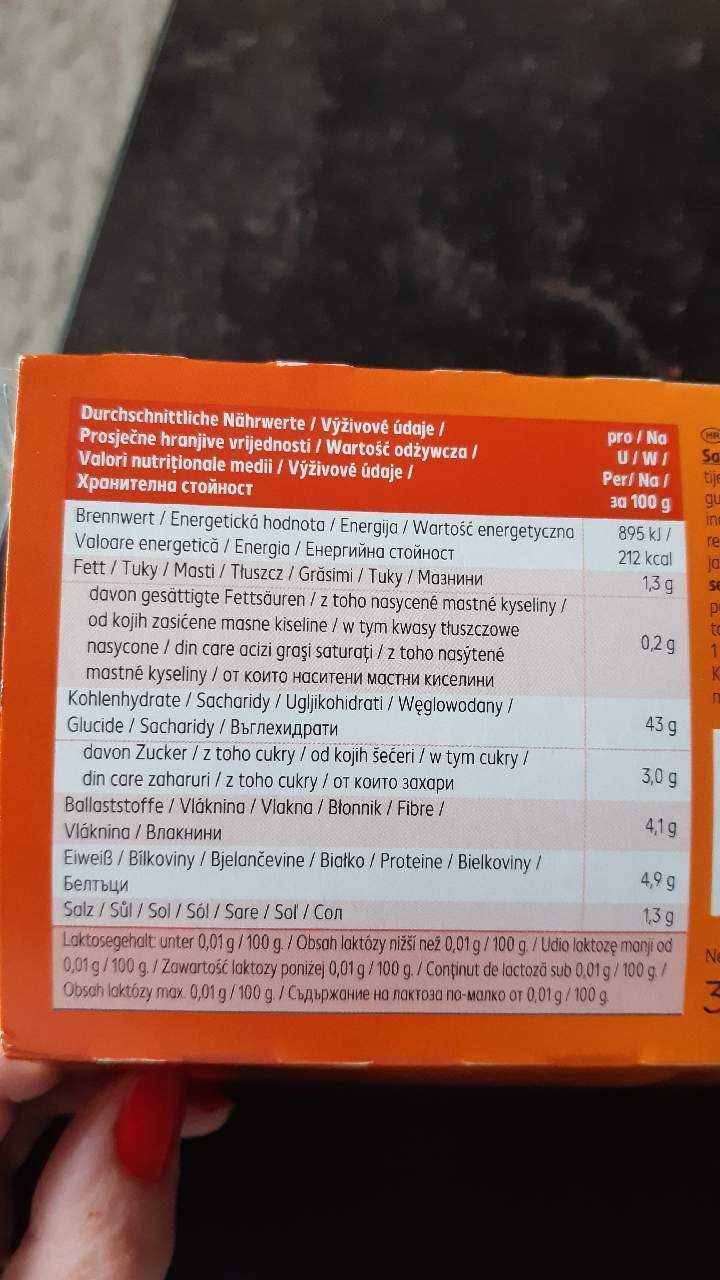 Durchschnittliche Nährwerte / Výživové údaje /
Prosječne hranjive vrijednosti / Wartość odżywcza /
Valori nutriționale medii / Výživové údaje /
Хранителна стойност
pro / Na
U / W /
Per/ Na /
за 100 g
Brennwert / Energetická hodnota / Energija / Wartość energetyczna
Valoare energetică / Energia / Енергийна стойност
895 kJ /
212 kcal
Fett / Tuky / Masti / Tłuszcz / Grăsimi / Tuky / Мазнини
1,3 g
davon gesättigte Fettsäuren / z toho nasycené mastné kyseliny /
od kojih zasićene masne kiseline / w tym kwasy tłuszczowe
nasycone / din care acizi grași saturați / z toho nasýtené
mastné kyseliny / от които наситени мастни киселини
0,2 g
Kohlenhydrate / Sacharidy / Ugljikohidrati / Węglowodany /
Glucide / Sacharidy / Въглехидрати
43 g
davon Zucker / z toho cukry / od kojih šećeri / w tym cukry /
din care zaharuri / z toho cukry / от които захари
3,0 g
Ballaststoffe / Vláknina / Vlakna / Błonnik / Fibre /
Vláknina / Влакнини
4,1 g
Eiweiß / Bílkoviny / Bjelančevine / Białko / Proteine / Bielkoviny /
Белтъци
4,9 g
Salz / Sůl / Sol / Sól / Sare / Soľ / Сол
1,3 g
Laktosegehalt: unter 0,01 g / 100 g. / Obsah laktózy nižší než 0,01 g / 100 g. / Udio laktozę manji od
0,01 g / 100 g. / Zawartość laktozy poniżej 0,01 g / 100 g. / Conținut de lactoză sub 0,01 g / 100 g. /
Obsah laktózy max. 0,01 g / 100 g. / Съдържание на лактоза по-малко от 0,01 g / 100 g.
HR